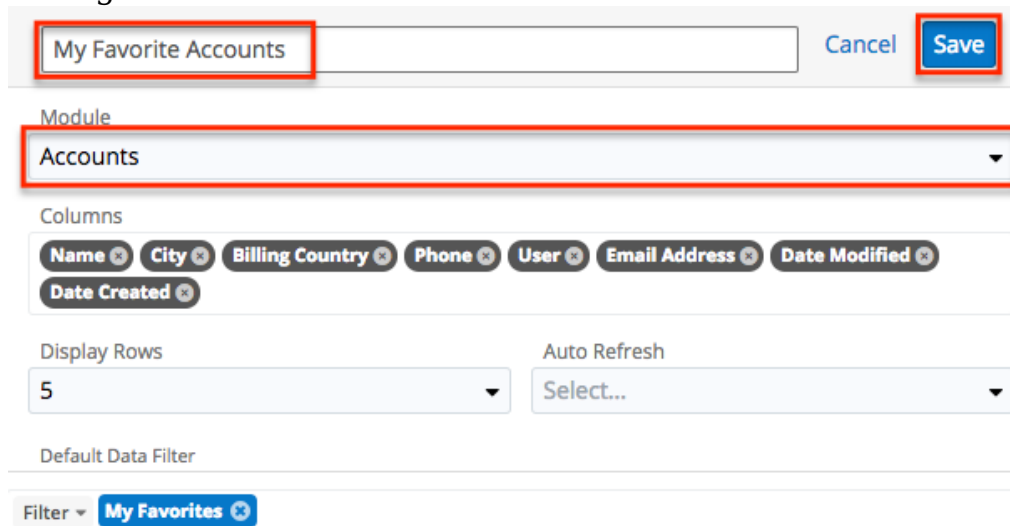 My Favorite Accounts Cancel Save
Module
Accounts
Columns
Name City Billing Country Phone User Email Address Date Modified
Date Created
Display Rows Auto Refresh
5 Select...
Default Data Filter
Filter My Favorites